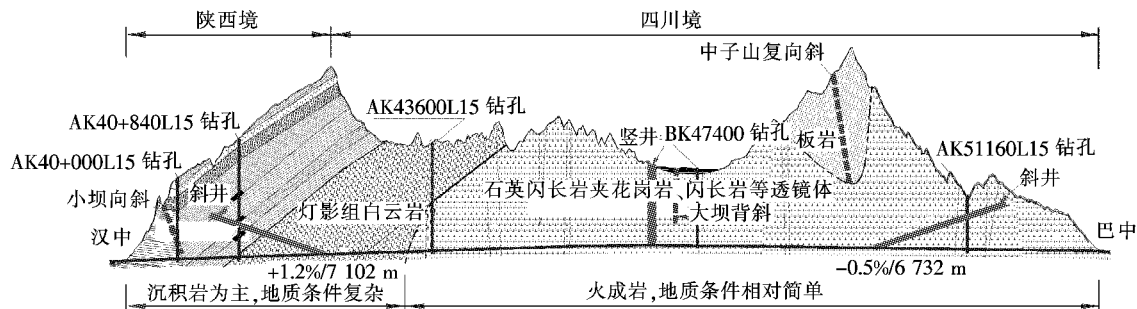 陕西境
四川境
中子山复向斜
AK43600L15 钻孔
AK40+840L15 钻孔
竖井 BK47400 钻孔
板岩
AK51160L15 钻孔
AK40+000L15 钻孔
斜井
小坝向斜
斜井
石英闪长岩夹花岗岩、闪长岩等透镜体
灯影组白云岩
大坝背斜
汉中
巴中
+1.2%/7 102 m
-0.5%/6 732 m
沉积岩为主,地质条件复杂
火成岩,地质条件相对简单